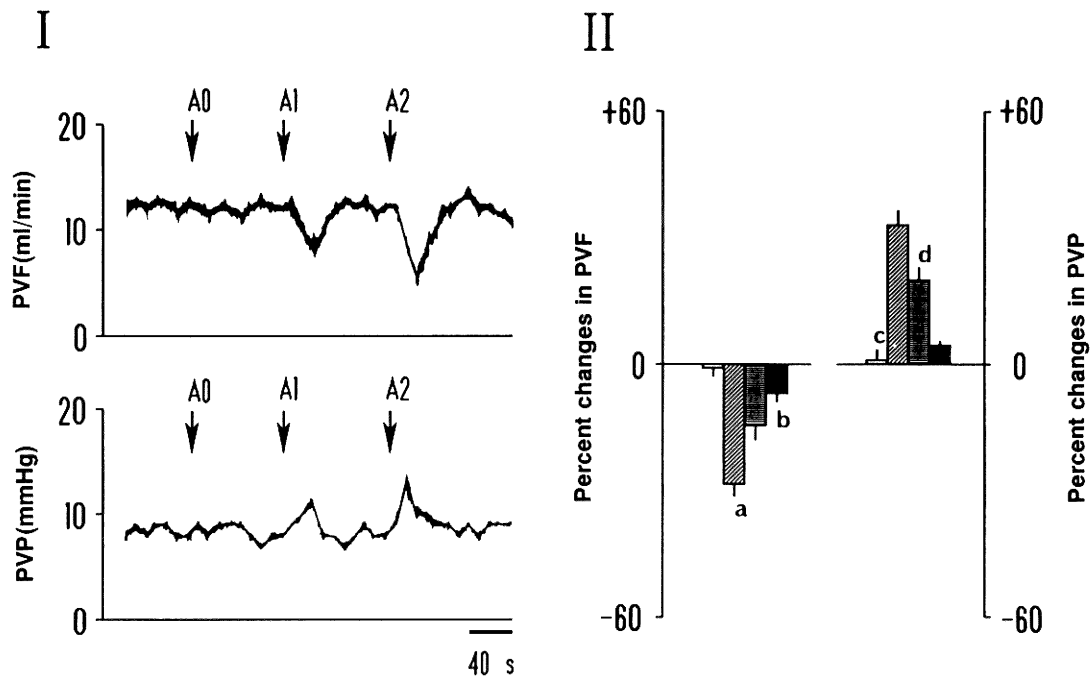 I
A0 A1 A2
20
10
0
PVF(ml/min)
A0 A1 A2
20
10
0
PVP(mmHg)
40 s
II
+60
0
-60
Percent changes in PVF
a
b
c
d
+60
0
-60
Percent changes in PVP